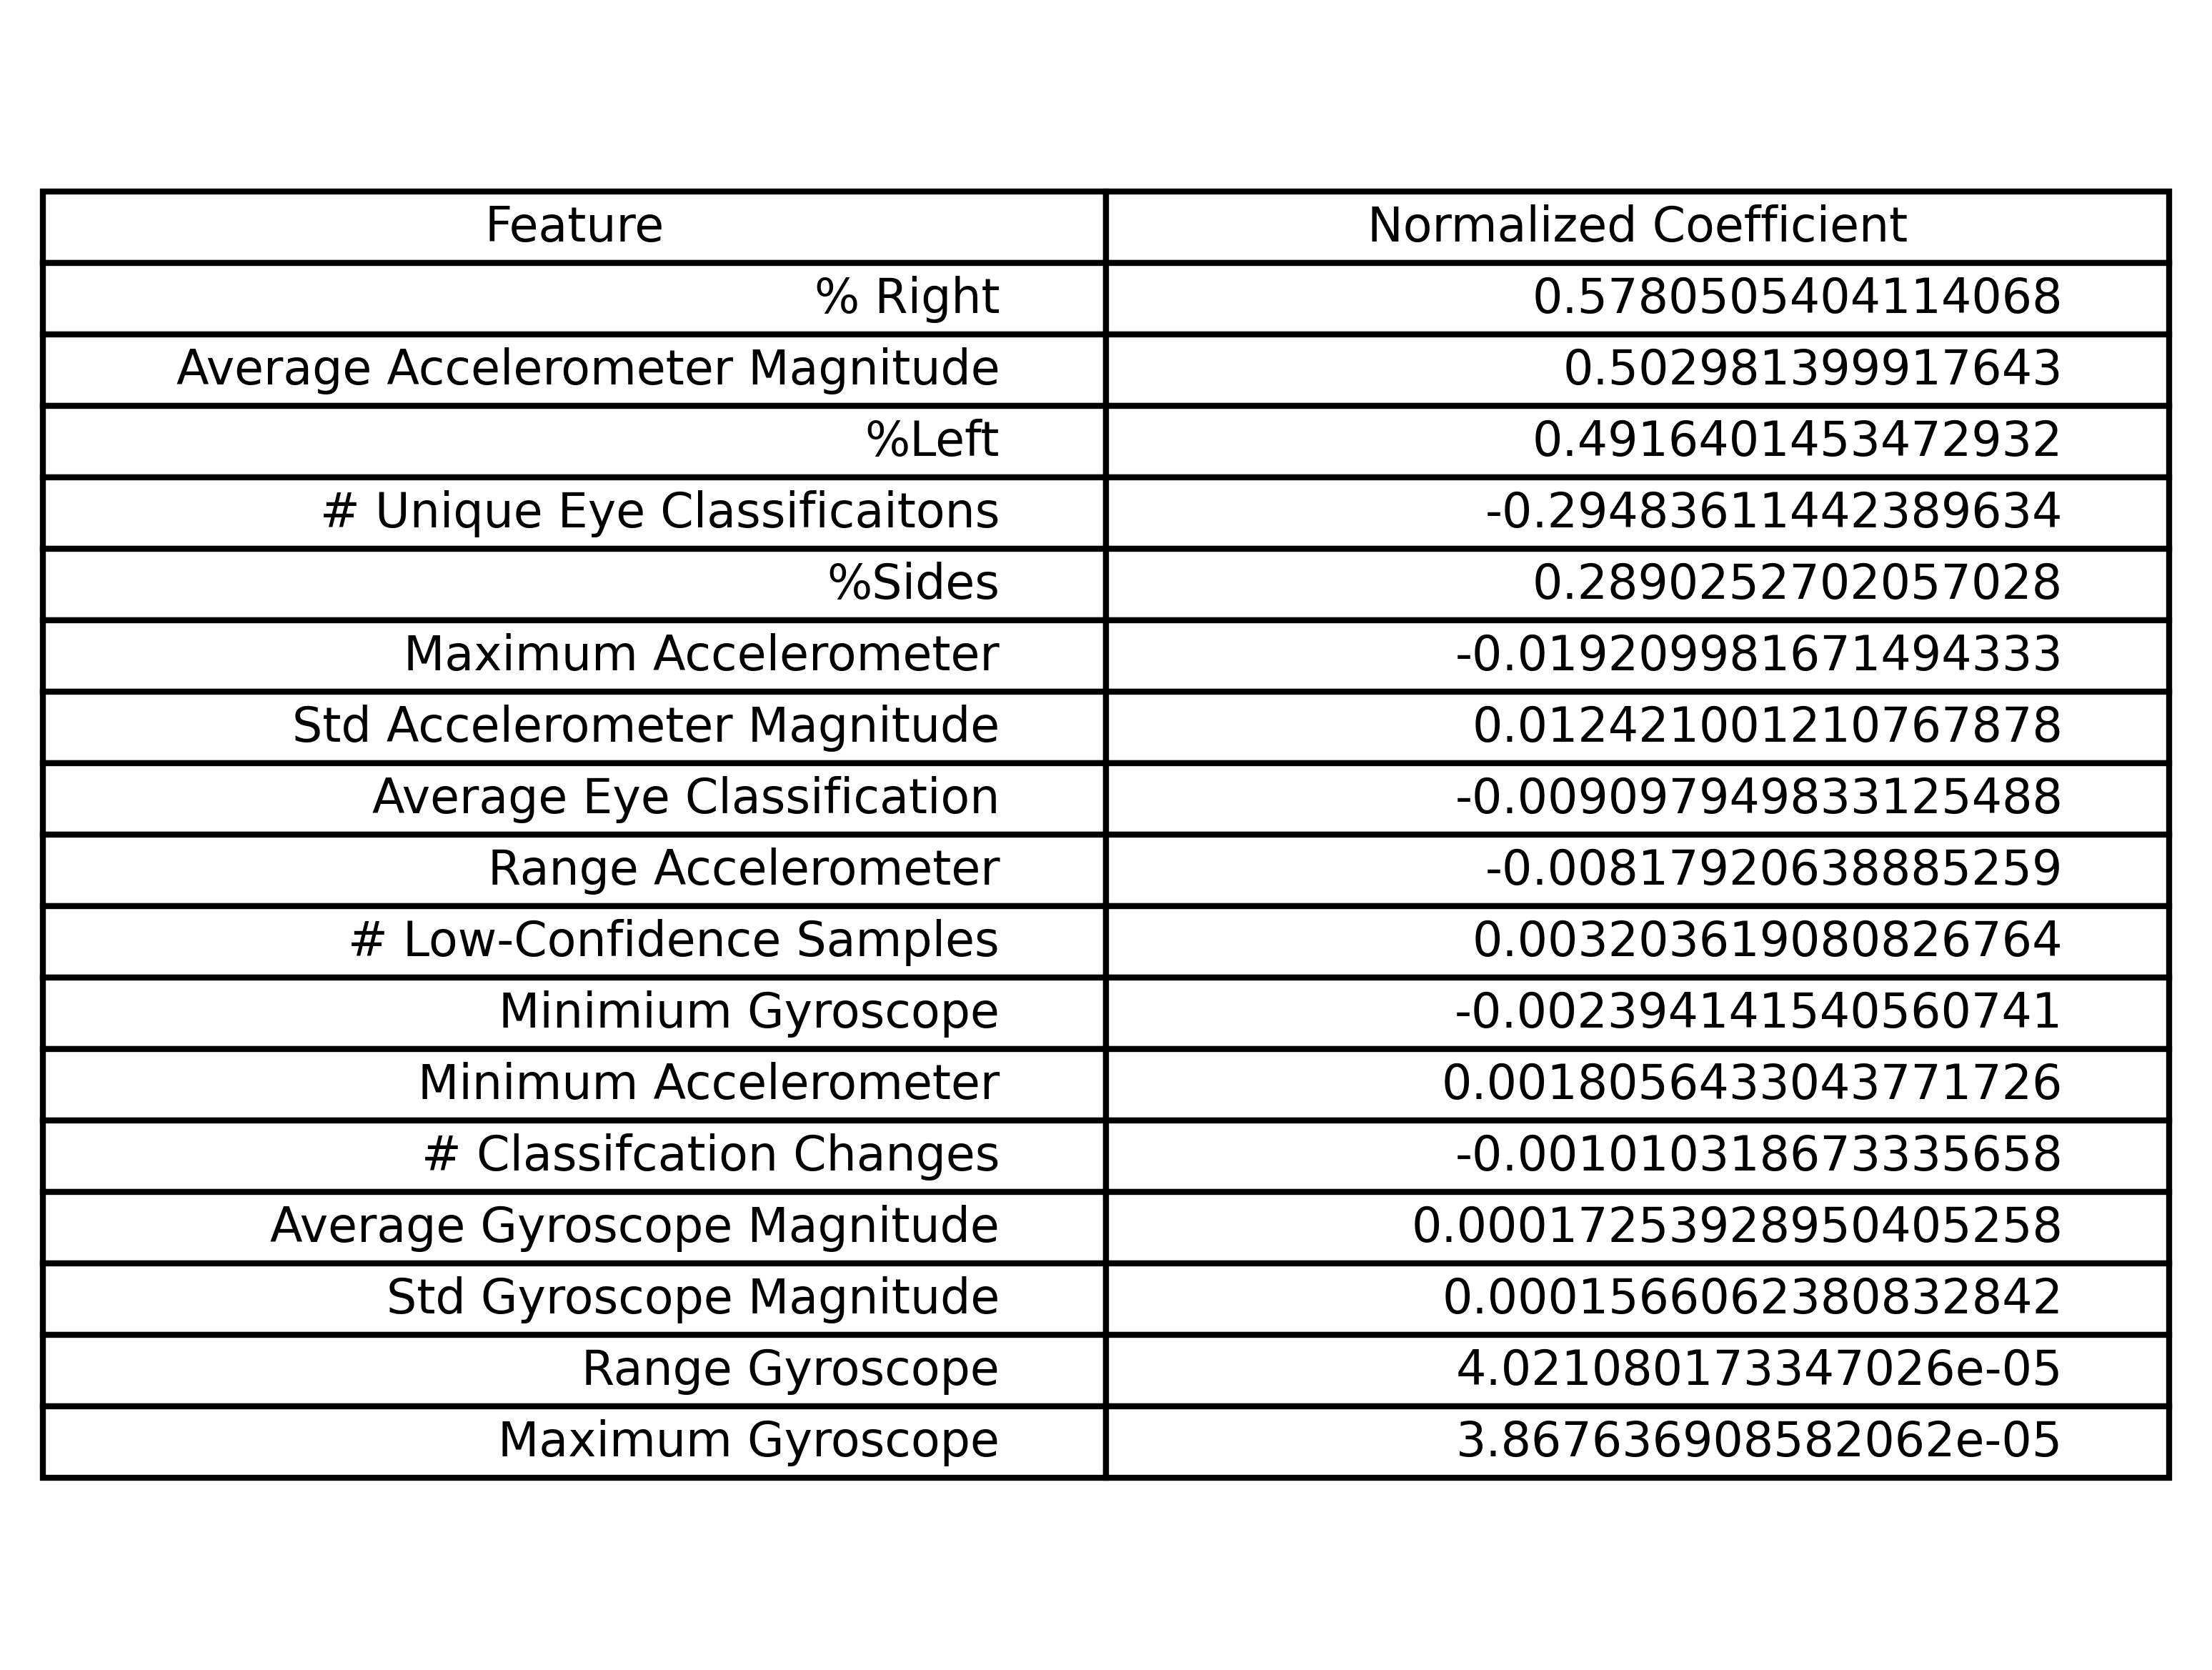 Feature Normalized Coefficient
% Right 0.5780505404114068
Average Accelerometer Magnitude 0.502981399917643
%Left 0.4916401453472932
# Unique Eye Classificaitons -0.29483611442389634
%Sides 0.2890252702057028
Maximum Accelerometer -0.019209981671494333
Std Accelerometer Magnitude 0.012421001210767878
Average Eye Classification -0.009097949833125488
Range Accelerometer -0.00817920638885259
# Low-Confidence Samples 0.003203619080826764
Minimium Gyroscope -0.002394141540560741
Minimum Accelerometer 0.0018056433043771726
# Classifcation Changes -0.001010318673335658
Average Gyroscope Magnitude 0.00017253928950405258
Std Gyroscope Magnitude 0.0001566062380832842
Range Gyroscope 4.021080173347026e-05
Maximum Gyroscope 3.867636908582062e-05